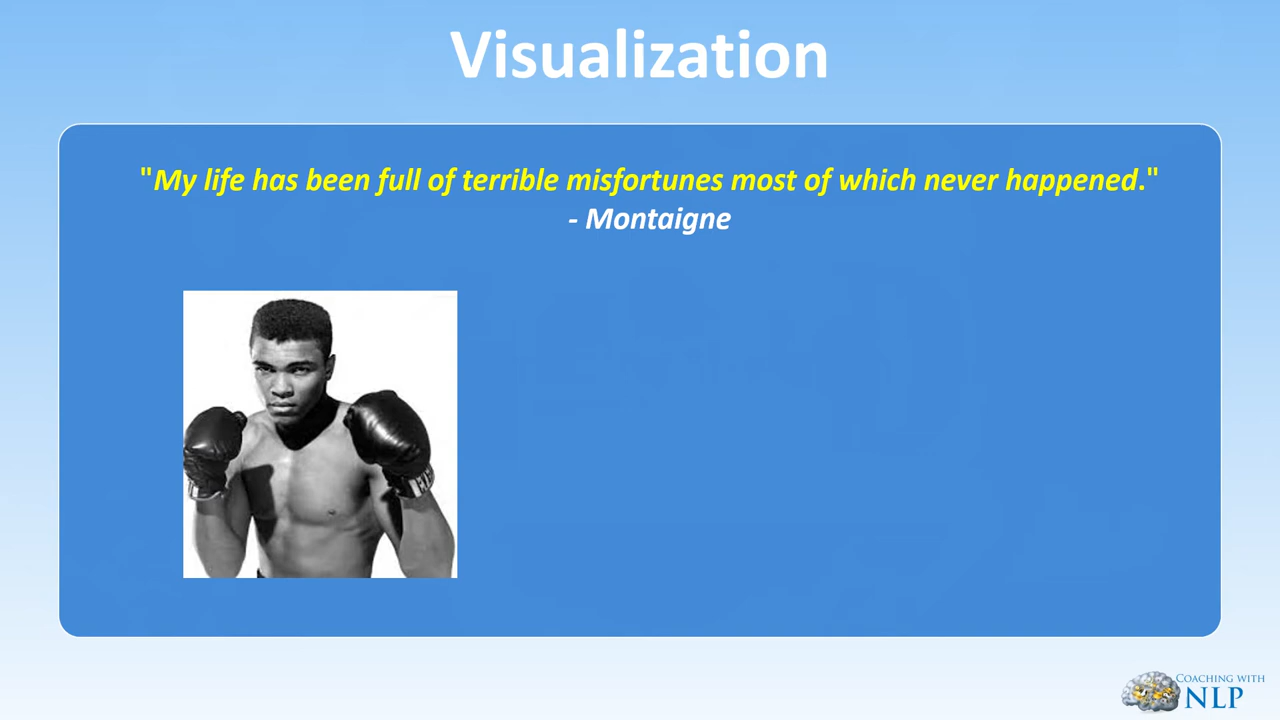 Visualization
"My life has been full of terrible misfortunes most of which never happened."
- Montaigne
COACHING WITH
NLP